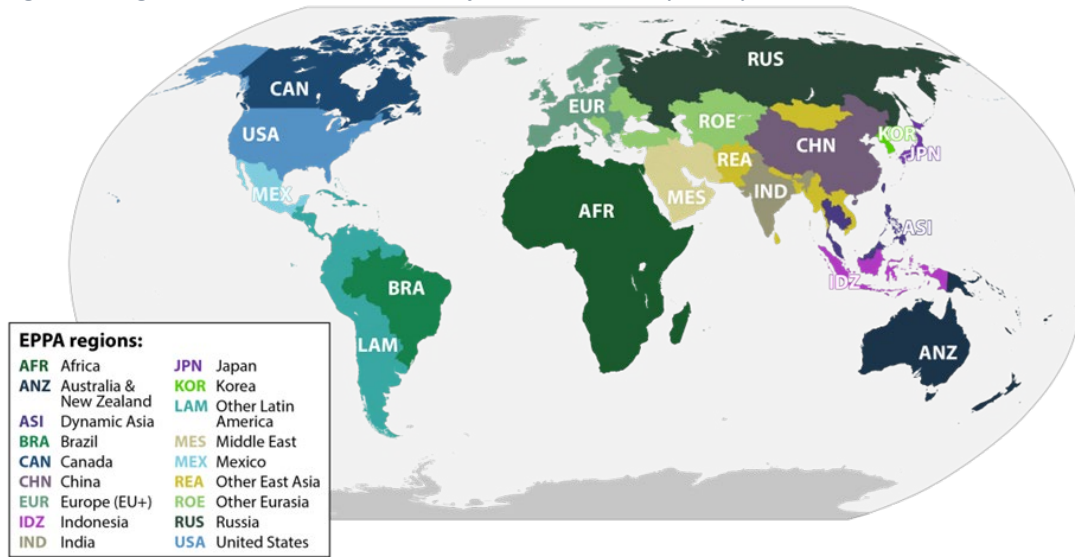 CAN
USA
MEX
BRA
LAM
EUR
RUS
ROE
CHN
KOR
JPN
REA
IND
MES
AFR
ASI
IDZ
ANZ
EPPA regions:
AFR Africa
ANZ Australia &
New Zealand
ASI Dynamic Asia
BRA Brazil
CAN Canada
CHN China
EUR Europe (EU+)
IDZ Indonesia
IND India
JPN Japan
KOR Korea
LAM Other Latin
America
MES Middle East
MEX Mexico
REA Other East Asia
ROE Other Eurasia
RUS Russia
USA United States